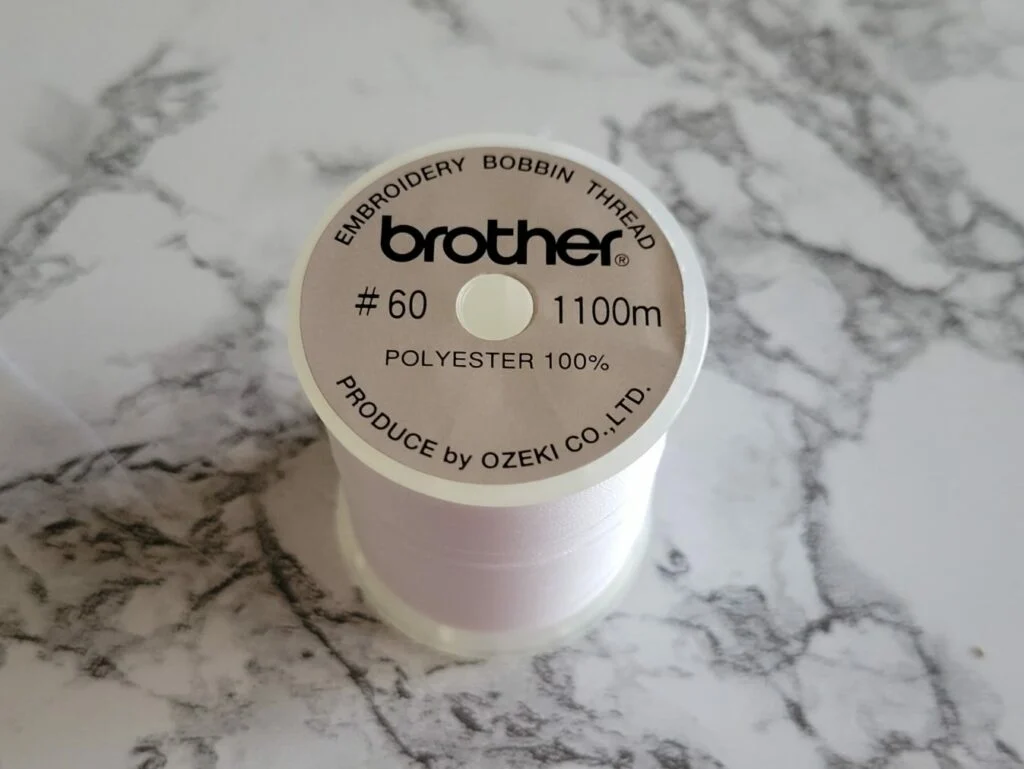 EMBROIDERY BOBBIN THREAD
brother®
#60 1100m
POLYESTER 100%
PRODUCE by OZEKI CO.,LTD.